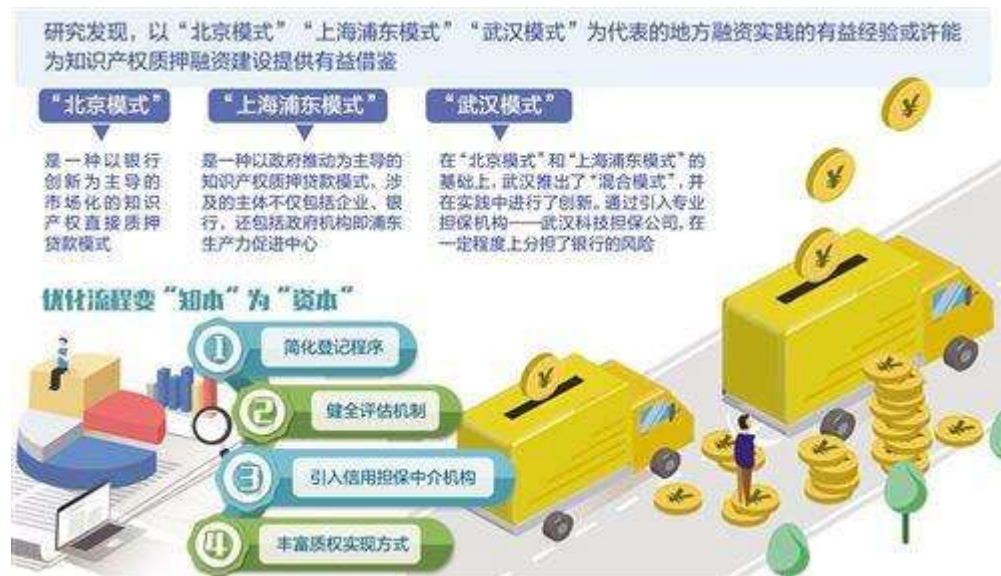 研究发现，以“北京模式”“上海浦东模式”“武汉模式”为代表的地方融资实践的有益经验或许能
为知识产权质押融资建设提供有益借鉴
“北京模式”
是一种以银行
创新为主导的
市场化的知识
产权直接质押
贷款模式
“上海浦东模式”
是一种以政府推动为主导的
知识产权质押贷款模式、涉
及的主体不仅包括企业、银
行，还包括政府机构即浦东
生产力促进中心
“武汉模式”
在“北京模式”和“上海浦东模式”的
基础上，武汉推出了“混合模式”，并
在实践中进行了创新。通过引入专业
担保机构——武汉科技担保公司，在
一定程度上分担了银行的风险
优化流程变“知本”为“资本”
1 简化登记程序
2 健全评估机制
3 引入信用担保中介机构
4 丰富质权实现方式